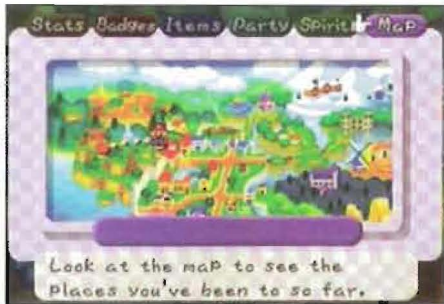 Stats Badges Items Party Spirits Map
Look at the map to see the
places you've been to so far.